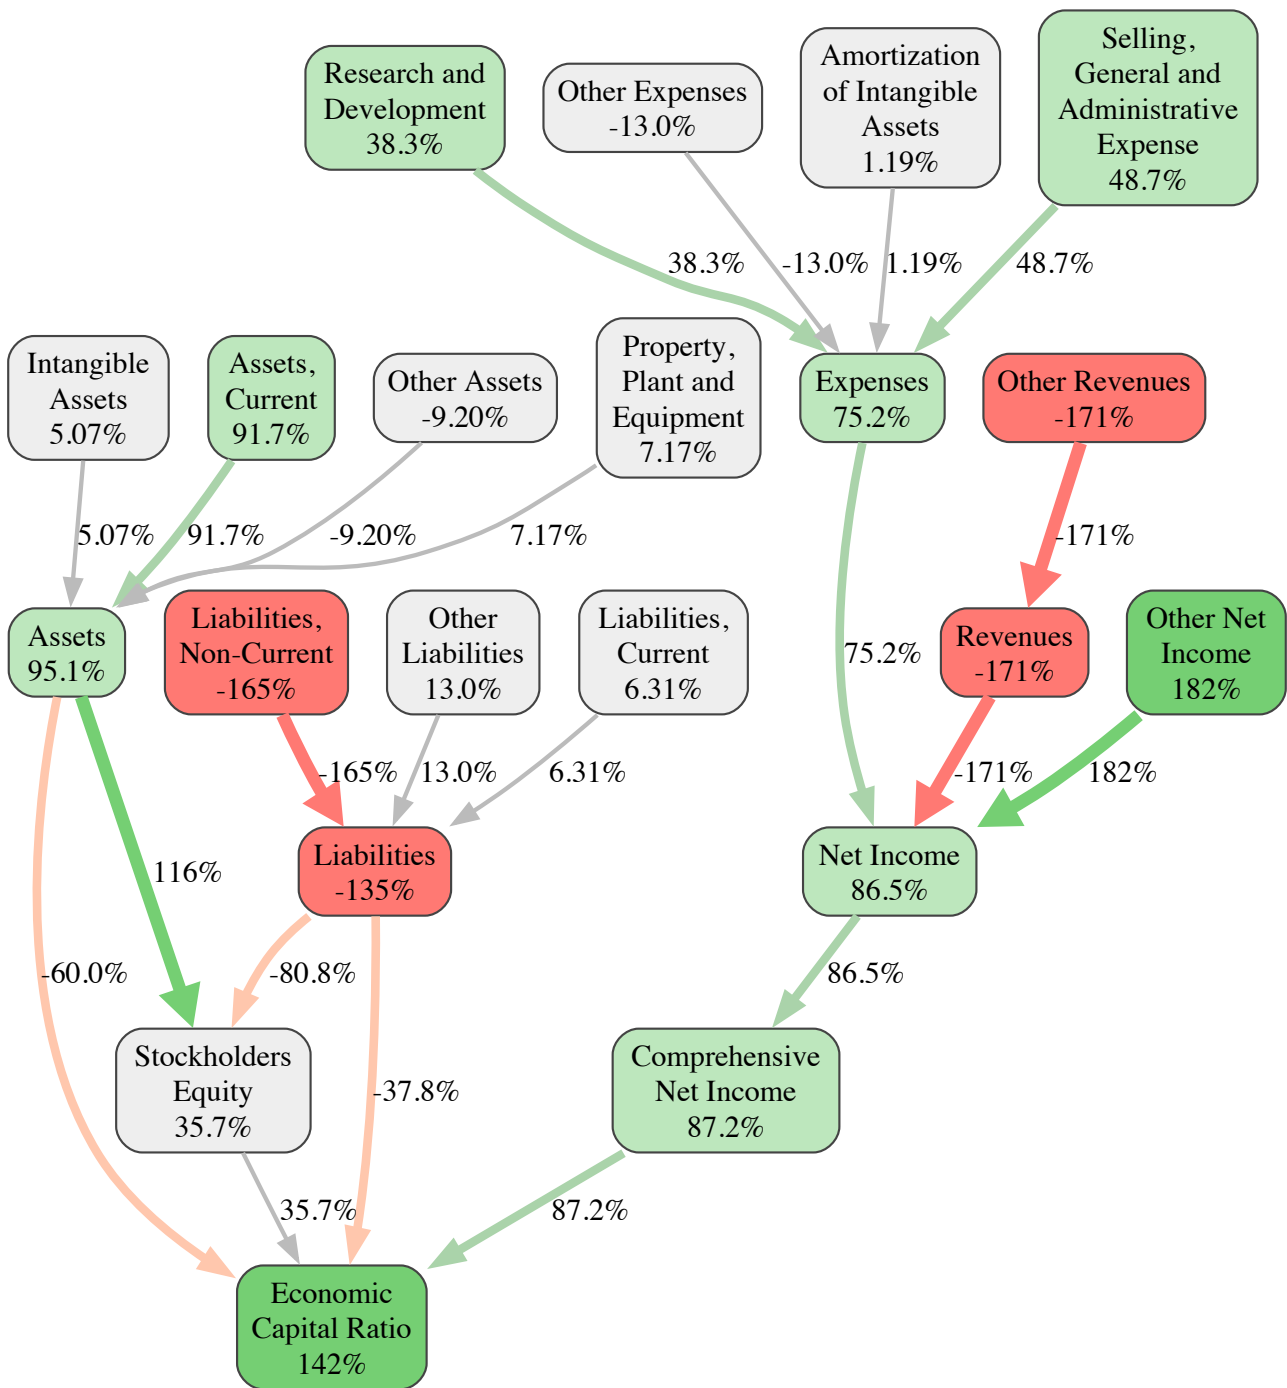 Research and
Development
38.3%
Other Expenses
-13.0%
Amortization
of Intangible
Assets
1.19%
Selling,
General and
Administrative
Expense
48.7%
38.3%
-13.0%
1.19%
48.7%
Intangible
Assets
5.07%
Assets,
Current
91.7%
Other Assets
-9.20%
Property,
Plant and
Equipment
7.17%
Expenses
75.2%
Other Revenues
-171%
5.07%
91.7%
-9.20%
7.17%
-171%
Assets
95.1%
Liabilities,
Non-Current
-165%
Other
Liabilities
13.0%
Liabilities,
Current
6.31%
75.2%
Revenues
-171%
Other Net
Income
182%
-165%
13.0%
6.31%
-171%
182%
116%
Liabilities
-135%
Net Income
86.5%
-60.0%
-80.8%
86.5%
Stockholders
Equity
35.7%
-37.8%
Comprehensive
Net Income
87.2%
35.7%
87.2%
Economic
Capital Ratio
142%